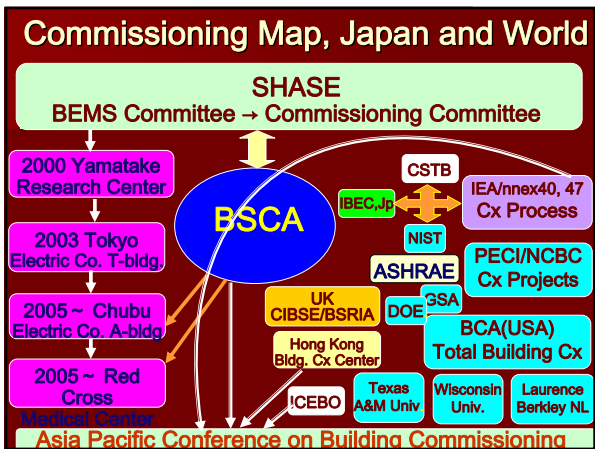 Commissioning Map, Japan and World
SHASE
BEMS Committee → Commissioning Committee
2000 Yamatake
Research Center
2003 Tokyo
Electric Co. T-bldg.
2005~ Chubu
Electric Co. A-bldg
2005~ Red
Cross
Medical Center
BSCA
CSTB
IBEC,Jp
NIST
IEA/nnex40, 47
Cx Process
ASHRAE
PECI/NCBC
Cx Projects
UK
CIBSE/BSRIA
DOE
GSA
BCA(USA)
Total Building Cx
Hong Kong
Bldg. Cx Center
ICEBO
Texas
A&M Univ.
Wisconsin
Univ.
Laurence
Berkley NL
Asia Pacific Conference on Building Commissioning